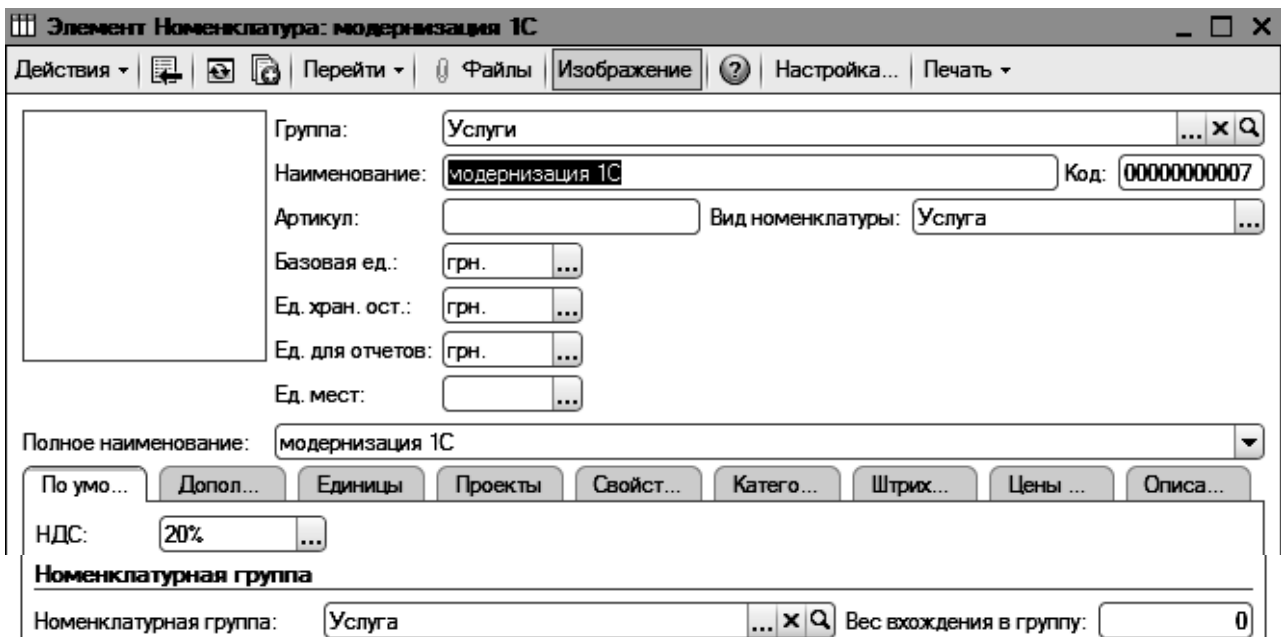 Элемент Номенклатура: модернизация 1С
Действия Перейти Файлы Изображение ? Настройка... Печать
Группа: Услуги ... x
Наименование: модернизация 1С Код: 00000000007
Артикул: Вид номенклатуры: Услуга ...
Базовая ед.: грн. ...
Ед. хран. ост.: грн. ...
Ед. для отчетов: грн. ...
Ед. мест: ...
Полное наименование: модернизация 1С
По умо... Допол... Единицы Проекты Свойст... Катего... Штрих... Цены ... Описа...
НДС: 20% ...
Номенклатурная группа
Номенклатурная группа: Услуга ... x Вес вхождения в группу: 0